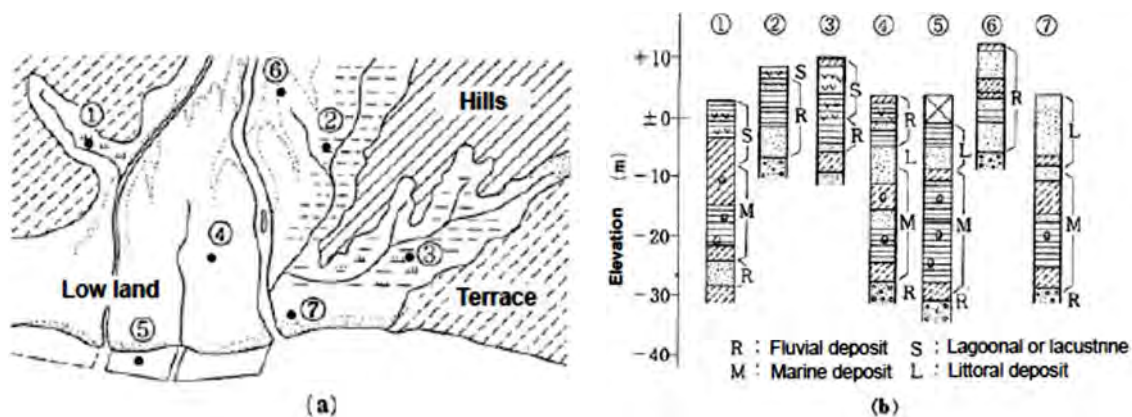 ① ② ③ ④ ⑤ ⑥ ⑦
Hills
Low land
Terrace
(a)
(b)
① ② ③ ④ ⑤ ⑥ ⑦
Elevation (m)
+10
±0
-10
-20
-30
-40
S
M
R
S
R
S
R
R
L
M
R
L
M
R
R
L
M
R
R : Fluvial deposit S : Lagoonal or lacustrine
M : Marine deposit L : Littoral deposit